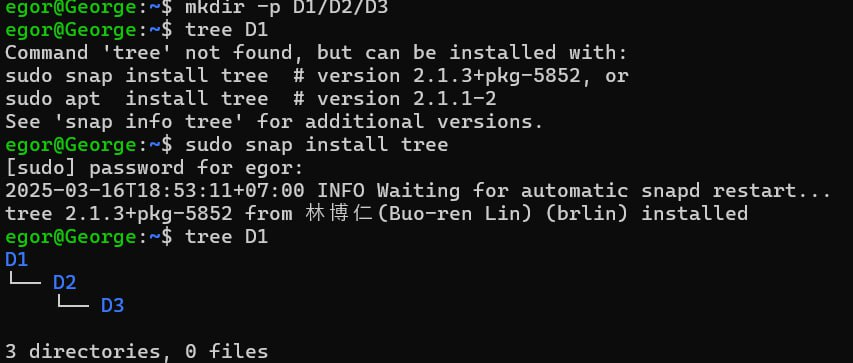 egor@George:~$ mkdir -p D1/D2/D3
egor@George:~$ tree D1
Command 'tree' not found, but can be installed with:
sudo snap install tree  # version 2.1.3+pkg-5852, or
sudo apt  install tree  # version 2.1.1-2
See 'snap info tree' for additional versions.
egor@George:~$ sudo snap install tree
[sudo] password for egor:
2025-03-16T18:53:11+07:00 INFO Waiting for automatic snapd restart...
tree 2.1.3+pkg-5852 from 林博仁(Buo-ren Lin) (brlin) installed
egor@George:~$ tree D1
D1
└── D2
    └── D3

3 directories, 0 files